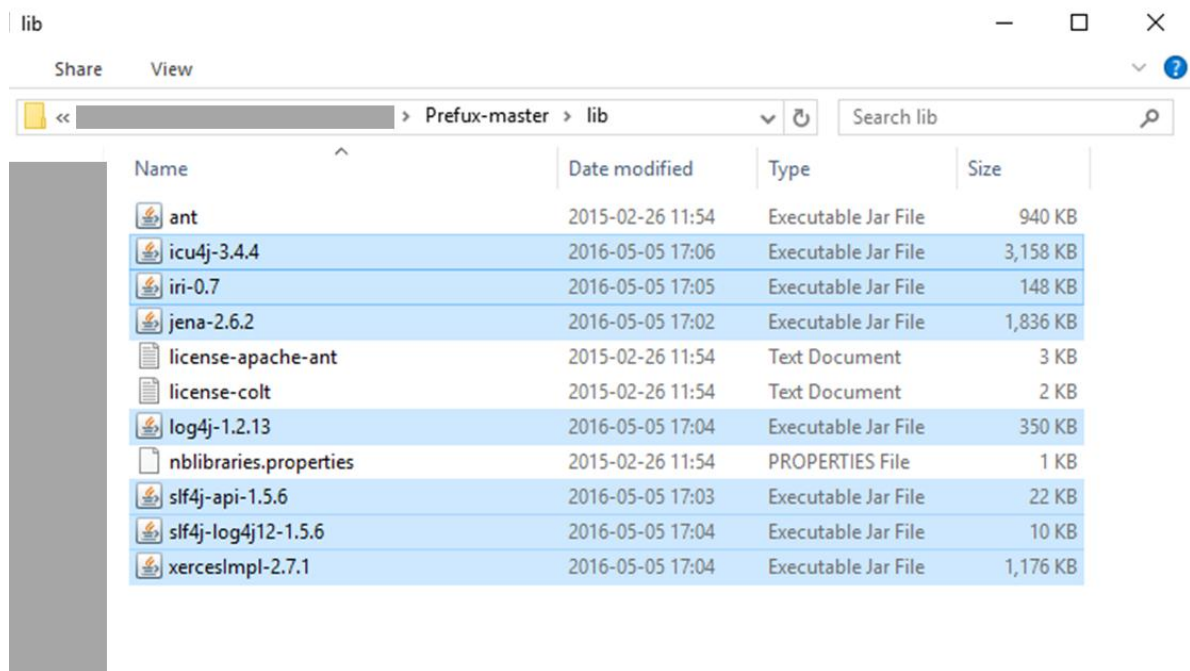 lib
Share View ?
« > Prefux-master > lib Search lib
Name Date modified Type Size
ant 2015-02-26 11:54 Executable Jar File 940 KB
icu4j-3.4.4 2016-05-05 17:06 Executable Jar File 3,158 KB
iri-0.7 2016-05-05 17:05 Executable Jar File 148 KB
jena-2.6.2 2016-05-05 17:02 Executable Jar File 1,836 KB
license-apache-ant 2015-02-26 11:54 Text Document 3 KB
license-colt 2015-02-26 11:54 Text Document 2 KB
log4j-1.2.13 2016-05-05 17:04 Executable Jar File 350 KB
nblibraries.properties 2015-02-26 11:54 PROPERTIES File 1 KB
slf4j-api-1.5.6 2016-05-05 17:03 Executable Jar File 22 KB
slf4j-log4j12-1.5.6 2016-05-05 17:04 Executable Jar File 10 KB
xercesImpl-2.7.1 2016-05-05 17:04 Executable Jar File 1,176 KB